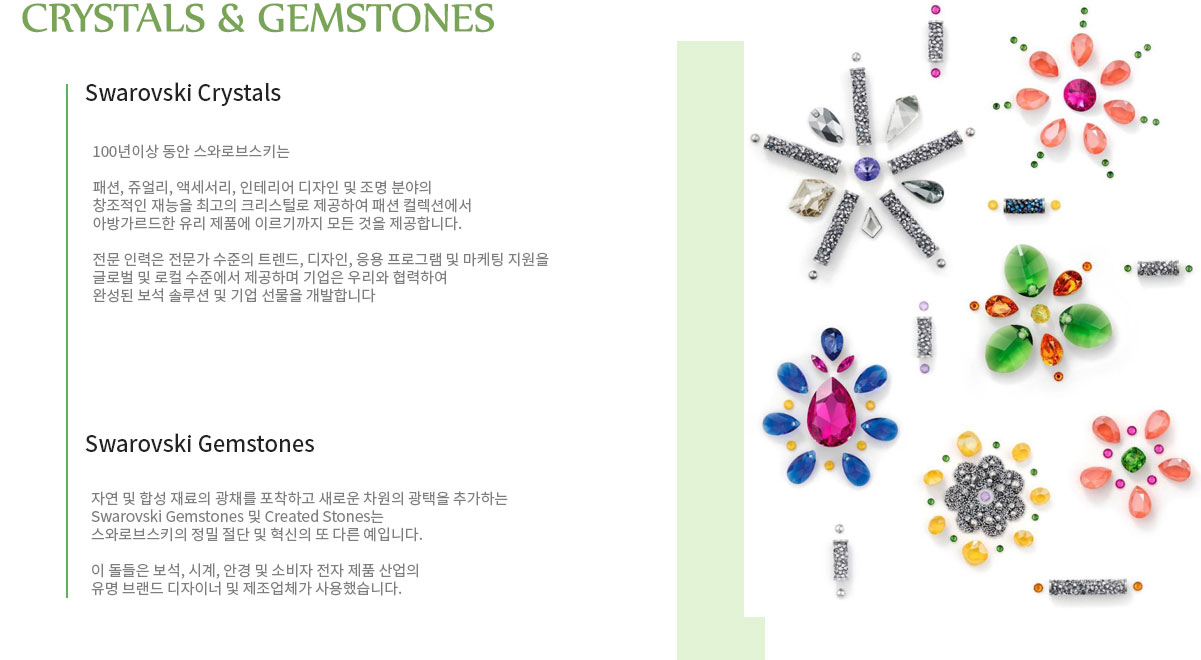 CRYSTALS & GEMSTONES
Swarovski Crystals
100년이상 동안 스와로브스키는
패션, 쥬얼리, 액세서리, 인테리어 디자인 및 조명 분야의
창조적인 재능을 최고의 크리스털로 제공하여 패션 컬렉션에서
아방가르드한 유리 제품에 이르기까지 모든 것을 제공합니다.
전문 인력은 전문가 수준의 트렌드, 디자인, 응용 프로그램 및 마케팅 지원을
글로벌 및 로컬 수준에서 제공하며 기업은 우리와 협력하여
완성된 보석 솔루션 및 기업 선물을 개발합니다
Swarovski Gemstones
자연 및 합성 재료의 광채를 포착하고 새로운 차원의 광택을 추가하는
Swarovski Gemstones 및 Created Stones는
스와로브스키의 정밀 절단 및 혁신의 또 다른 예입니다.
이 돌들은 보석, 시계, 안경 및 소비자 전자 제품 산업의
유명 브랜드 디자이너 및 제조업체가 사용했습니다.